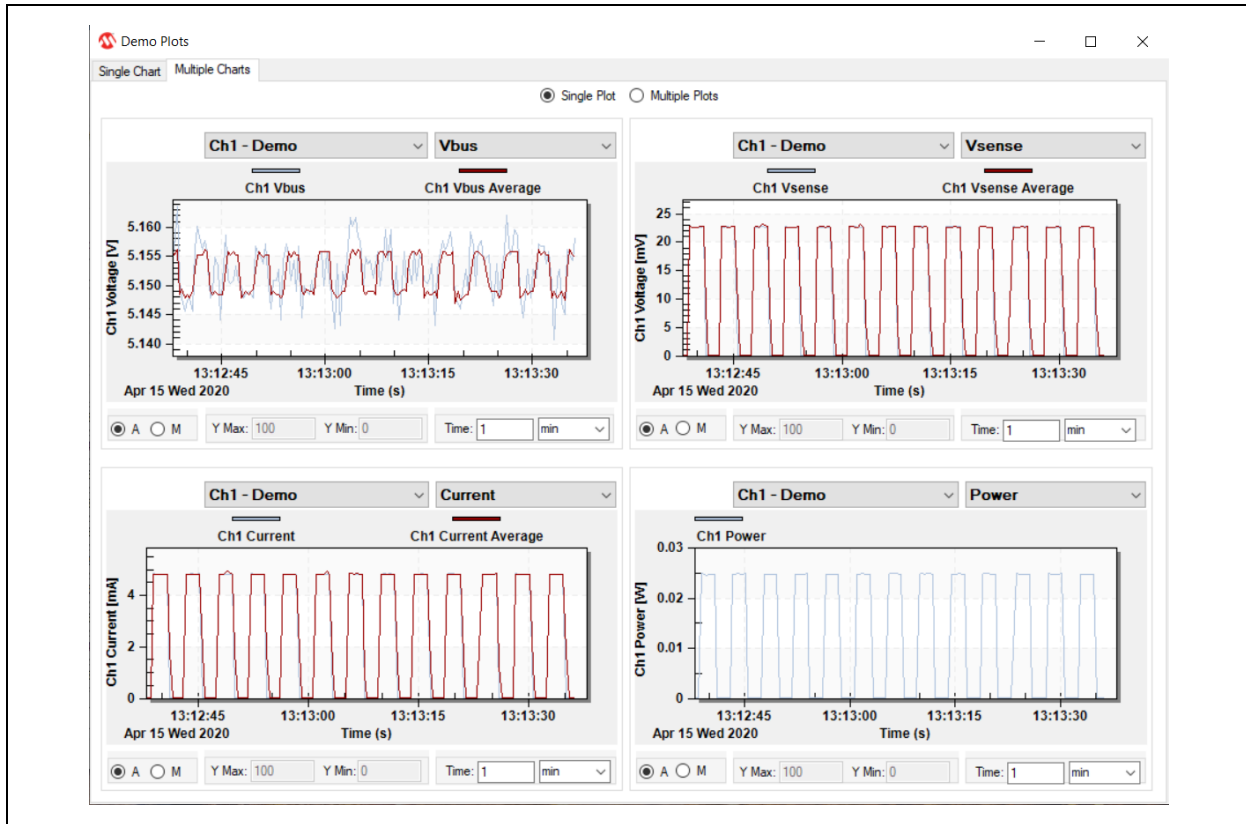 Demo Plots
Single Chart Multiple Charts
Single Plot Multiple Plots
Ch1 - Demo Vbus
Ch1 Vbus Ch1 Vbus Average
Ch1 Voltage [V]
5.160
5.155
5.150
5.145
5.140
13:12:45 13:13:00 13:13:15 13:13:30
Apr 15 Wed 2020 Time (s)
A M Y Max: 100 Y Min: 0 Time: 1 min
Ch1 - Demo Vsense
Ch1 Vsense Ch1 Vsense Average
Ch1 Voltage [mV]
25
20
15
10
5
0
13:12:45 13:13:00 13:13:15 13:13:30
Apr 15 Wed 2020 Time (s)
A M Y Max: 100 Y Min: 0 Time: 1 min
Ch1 - Demo Current
Ch1 Current Ch1 Current Average
Ch1 Current [mA]
4
2
0
13:12:45 13:13:00 13:13:15 13:13:30
Apr 15 Wed 2020 Time (s)
A M Y Max: 100 Y Min: 0 Time: 1 min
Ch1 - Demo Power
Ch1 Power
Ch1 Power [W]
0.03
0.02
0.01
0
13:12:45 13:13:00 13:13:15 13:13:30
Apr 15 Wed 2020 Time (s)
A M Y Max: 100 Y Min: 0 Time: 1 min